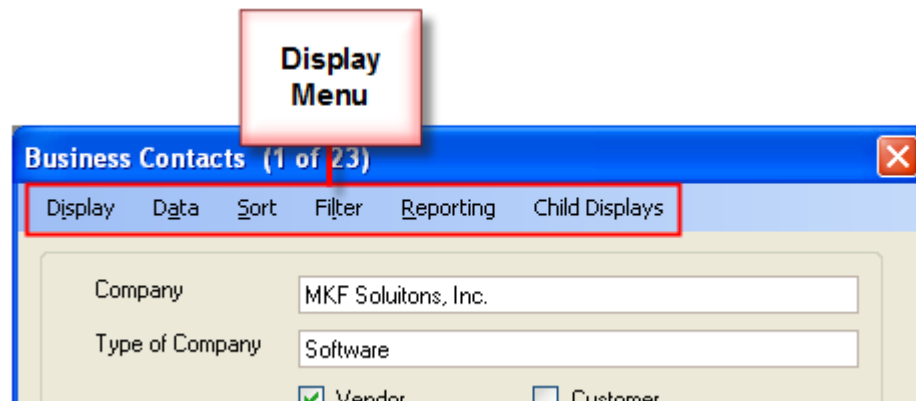 Display
Menu
Business Contacts (1 of 23)
Display Data Sort Filter Reporting Child Displays
Company MKF Soluitons, Inc.
Type of Company Software
Vendor Customer